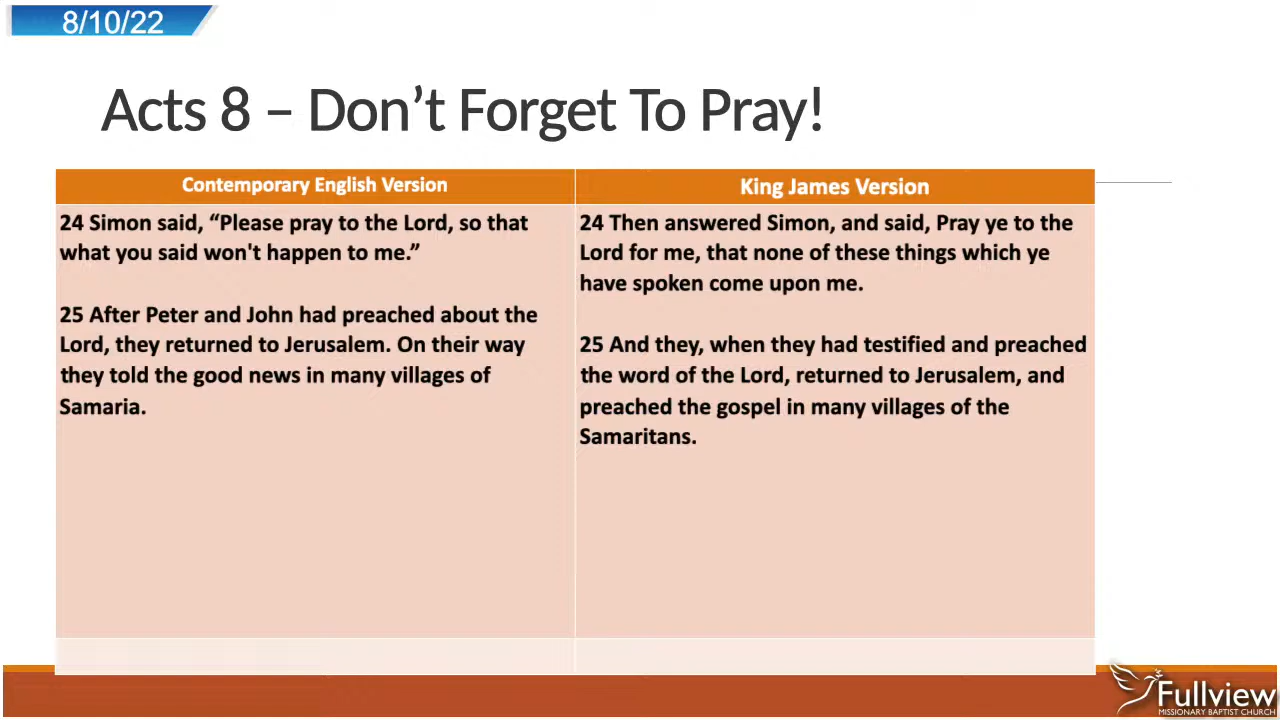 8/10/22
Acts 8 – Don’t Forget To Pray!
Contemporary English Version
24 Simon said, “Please pray to the Lord, so that
what you said won't happen to me.”
25 After Peter and John had preached about the
Lord, they returned to Jerusalem. On their way
they told the good news in many villages of
Samaria.
King James Version
24 Then answered Simon, and said, Pray ye to the
Lord for me, that none of these things which ye
have spoken come upon me.
25 And they, when they had testified and preached
the word of the Lord, returned to Jerusalem, and
preached the gospel in many villages of the
Samaritans.
Fullview
MISSIONARY BAPTIST CHURCH